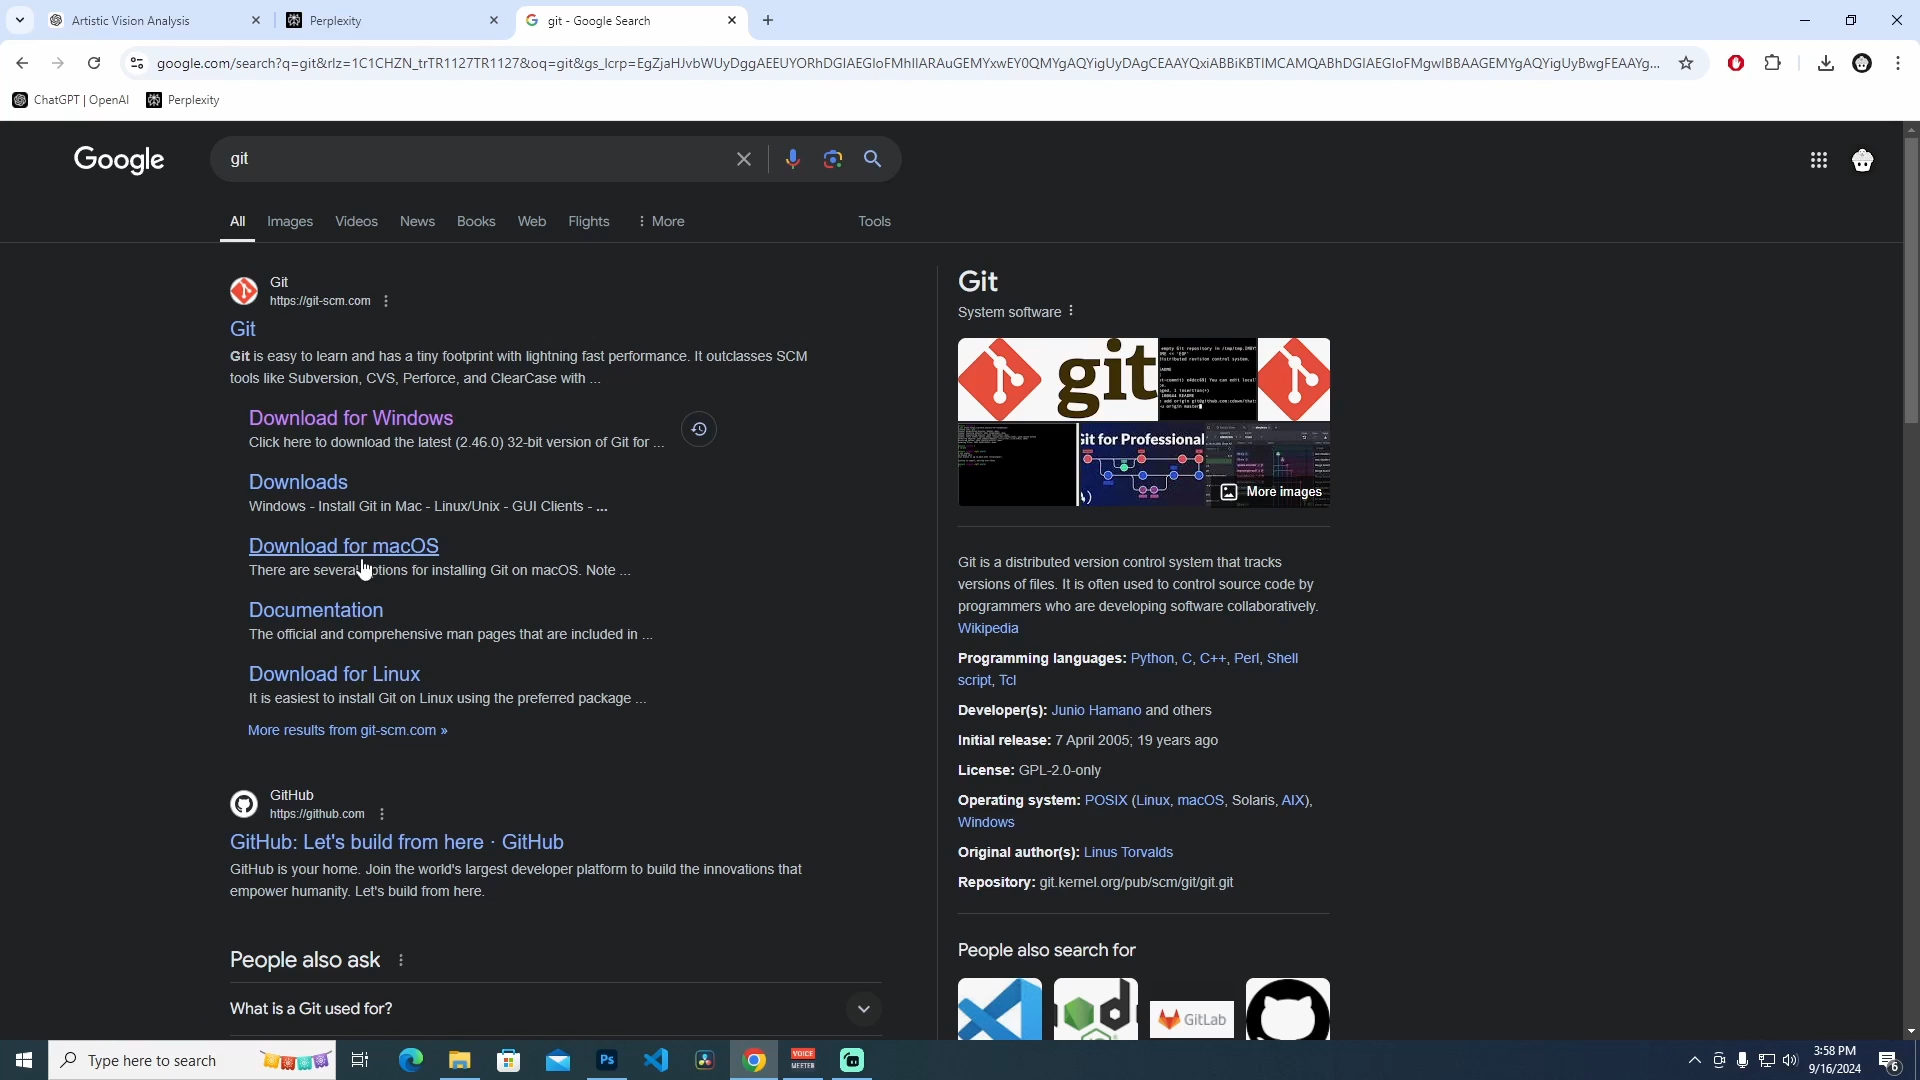 Artistic Vision Analysis
Perplexity
git - Google Search
google.com/search?q=git&rlz=1C1CHZN_trTR1127TR1127&oq=git&gs_lcrp=
ChatGPT | OpenAI
Perplexity
Google
git
All
Images
Videos
News
Books
Web
Flights
More
Tools
Git
https://git-scm.com
Git
Git is easy to learn and has a tiny footprint with lightning fast performance. It outclasses SCM
tools like Subversion, CVS, Perforce, and ClearCase with ...
Download for Windows
Click here to download the latest (2.46.0) 32-bit version of Git for ...
Downloads
Windows - Install Git in Mac - Linux/Unix - GUI Clients - ...
Download for macOS
There are several options for installing Git on macOS. Note ...
Documentation
The official and comprehensive man pages that are included in ...
Download for Linux
It is easiest to install Git on Linux using the preferred package ...
More results from git-scm.com »
GitHub
https://github.com
GitHub: Let's build from here · GitHub
GitHub is your home. Join the world's largest developer platform to build the innovations that
empower humanity. Let's build from here.
People also ask
What is a Git used for?
Git
System software
git
Git for Professional
More images
Git is a distributed version control system that tracks
versions of files. It is often used to control source code by
programmers who are developing software collaboratively.
Wikipedia
Programming languages: Python, C, C++, Perl, Shell
script, Tcl
Developer(s): Junio Hamano and others
Initial release: 7 April 2005; 19 years ago
License: GPL-2.0-only
Operating system: POSIX (Linux, macOS, Solaris, AIX),
Windows
Original author(s): Linus Torvalds
Repository: git.kernel.org/pub/scm/git/git.git
People also search for
GitLab
Type here to search
Ps
VOICE
MEETER
3:58 PM
9/16/2024
6